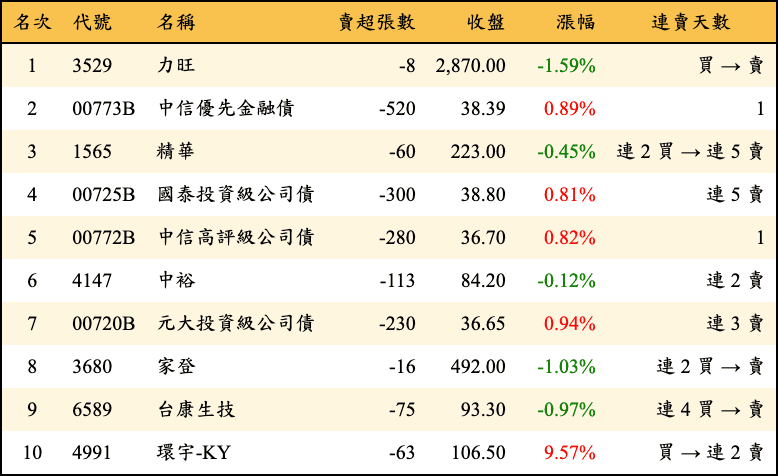 名次 代號 名稱 賣超張數 收盤 漲幅 連賣天數
1 3529 力旺 -8 2,870.00 -1.59% 買 → 賣
2 00773B 中信優先金融債 -520 38.39 0.89% 1
3 1565 精華 -60 223.00 -0.45% 連 2 買 → 連 5 賣
4 00725B 國泰投資級公司債 -300 38.80 0.81% 連 5 賣
5 00772B 中信高評級公司債 -280 36.70 0.82% 1
6 4147 中裕 -113 84.20 -0.12% 連 2 賣
7 00720B 元大投資級公司債 -230 36.65 0.94% 連 3 賣
8 3680 家登 -16 492.00 -1.03% 連 2 買 → 賣
9 6589 台康生技 -75 93.30 -0.97% 連 4 買 → 賣
10 4991 環宇-KY -63 106.50 9.57% 買 → 連 2 賣